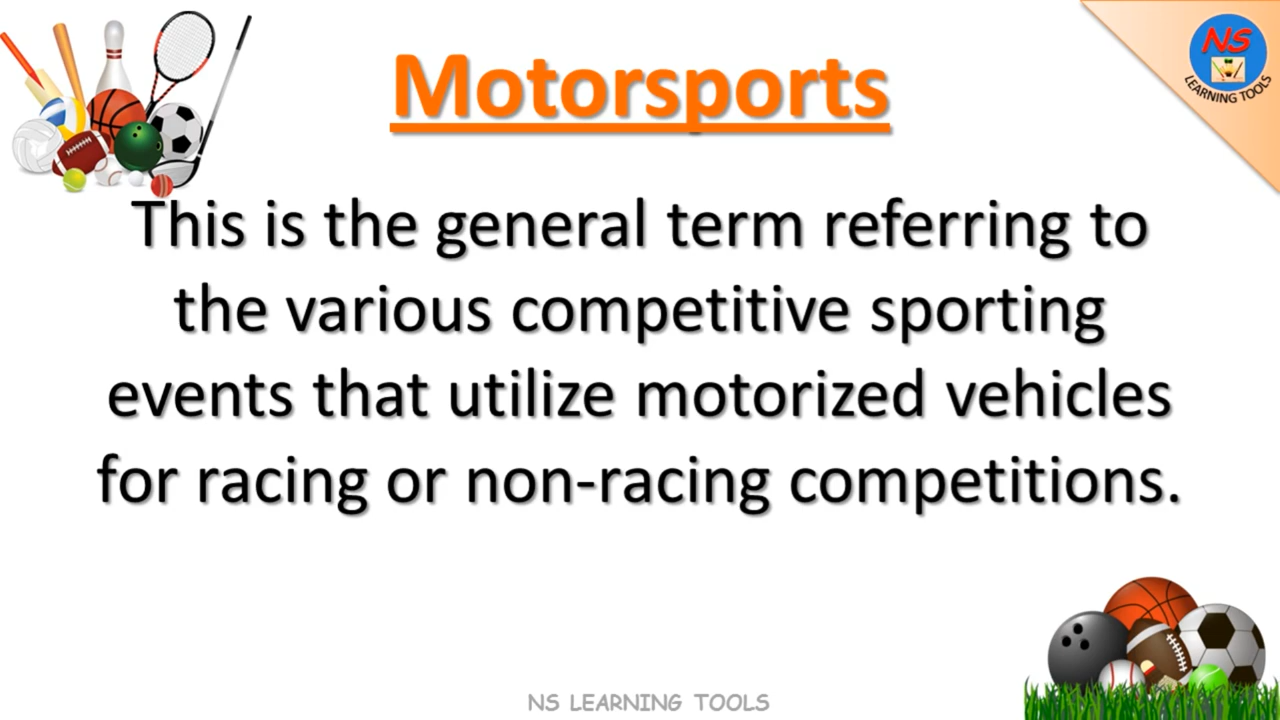 Motorsports
NS
LEARNING TOOLS
This is the general term referring to
the various competitive sporting
events that utilize motorized vehicles
for racing or non-racing competitions.
NS LEARNING TOOLS